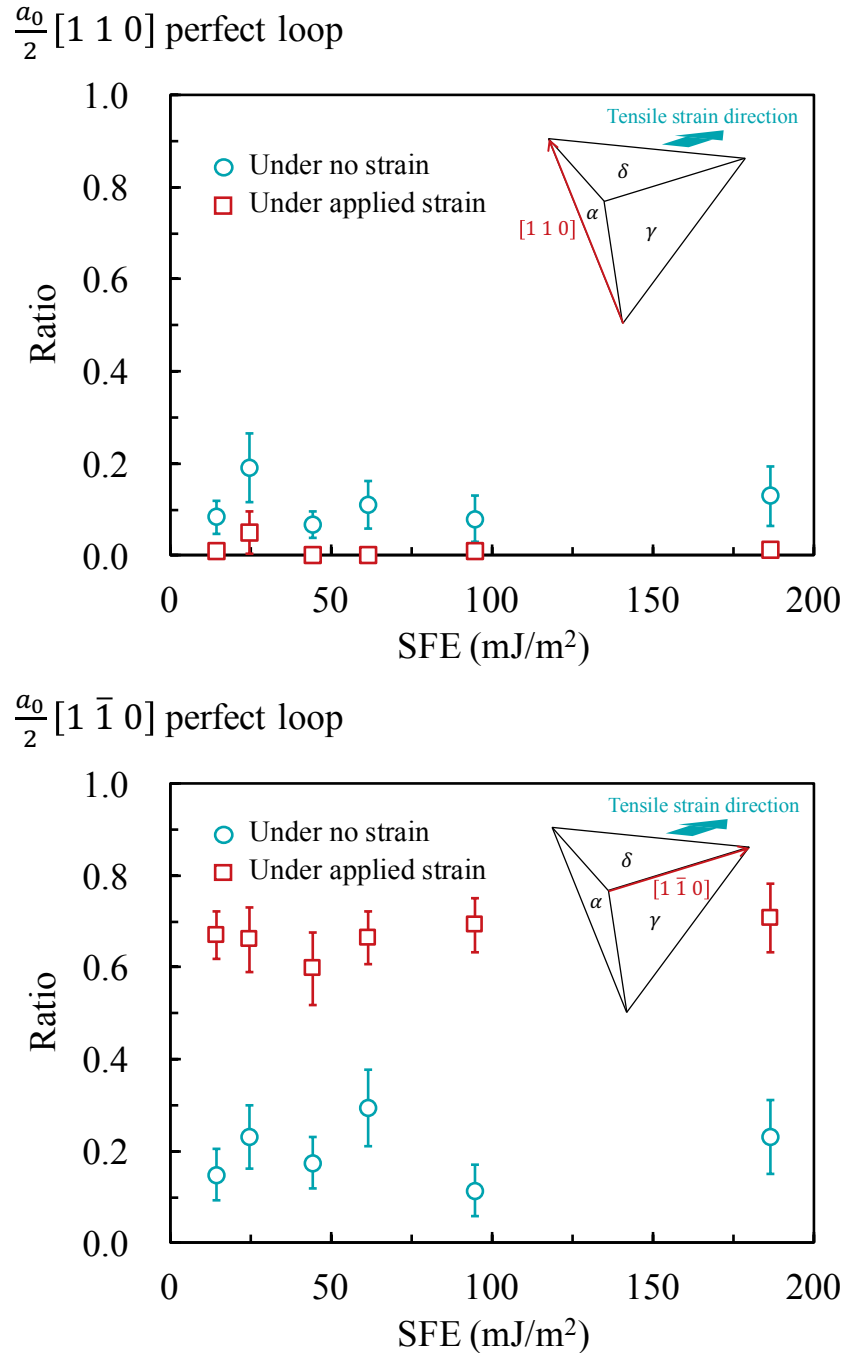 a₀/2 [1 1 0] perfect loop
1.0
0.8
0.6
0.4
0.2
0.0
Ratio
Under no strain
Under applied strain
Tensile strain direction
δ
α
γ
[1 1 0]
0 50 100 150 200
SFE (mJ/m²)
a₀/2 [1 1̅ 0] perfect loop
1.0
0.8
0.6
0.4
0.2
0.0
Ratio
Under no strain
Under applied strain
Tensile strain direction
δ
α
γ
[1 1̅ 0]
0 50 100 150 200
SFE (mJ/m²)